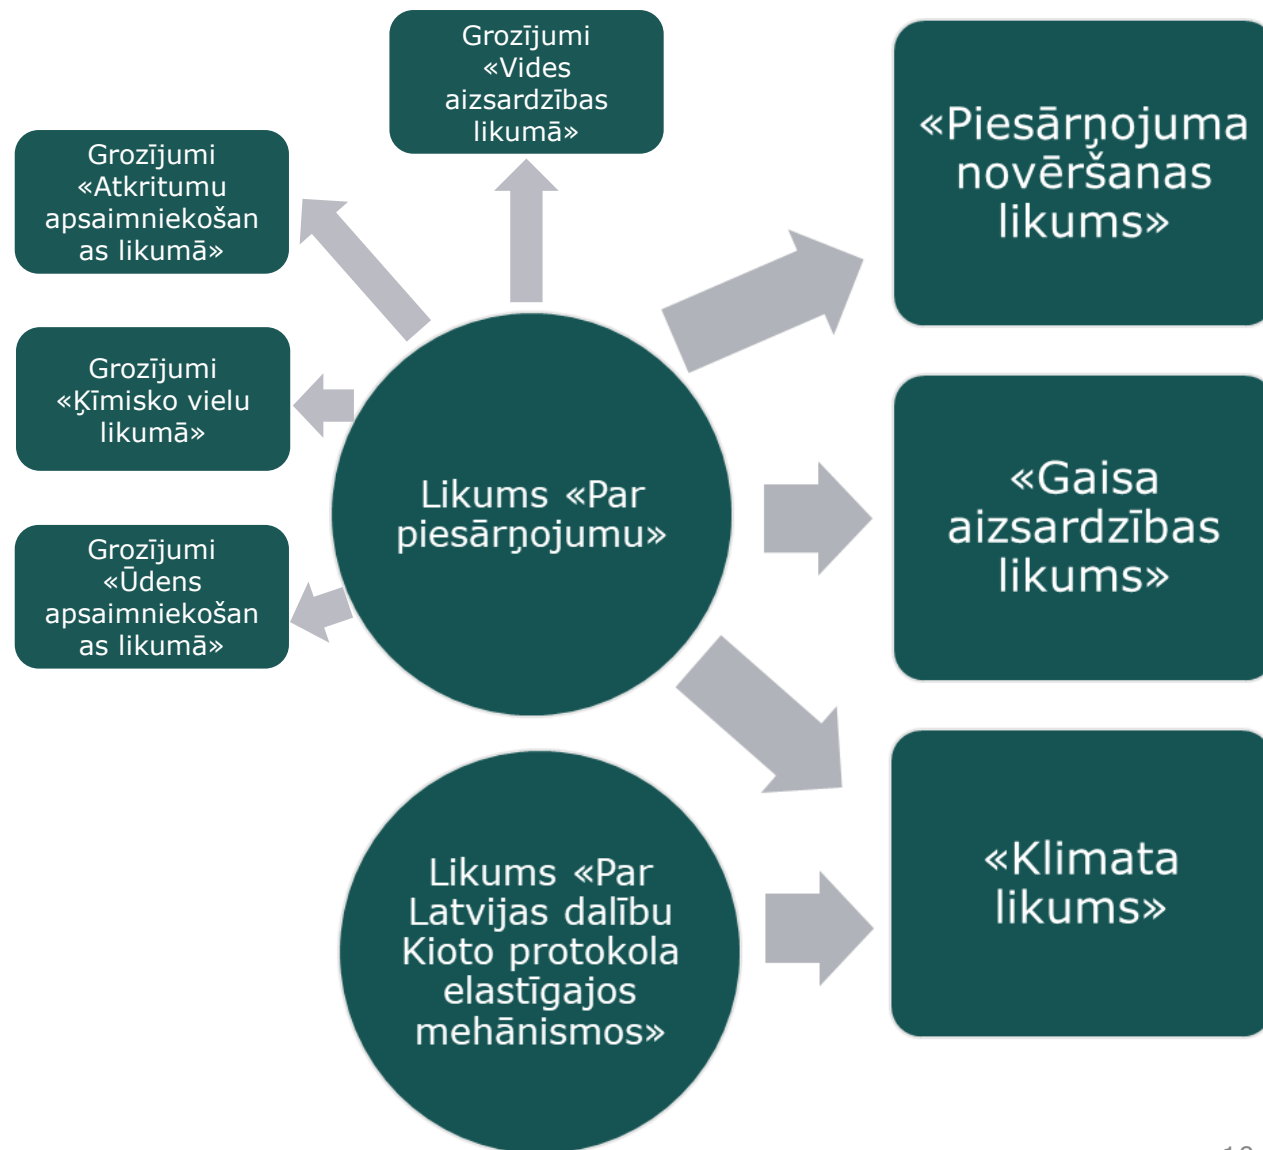 Grozījumi
«Vides
aizsardzības
likumā»
Grozījumi
«Atkritumu
apsaimniekošan
as likumā»
Grozījumi
«Ķīmisko vielu
likumā»
Grozījumi
«Ūdens
apsaimniekošan
as likumā»
Likums «Par
piesārņojumu»
Likums «Par
Latvijas dalību
Kioto protokola
elastīgajos
mehānismos»
«Piesārņojuma
novēršanas
likums»
«Gaisa
aizsardzības
likums»
«Klimata
likums»